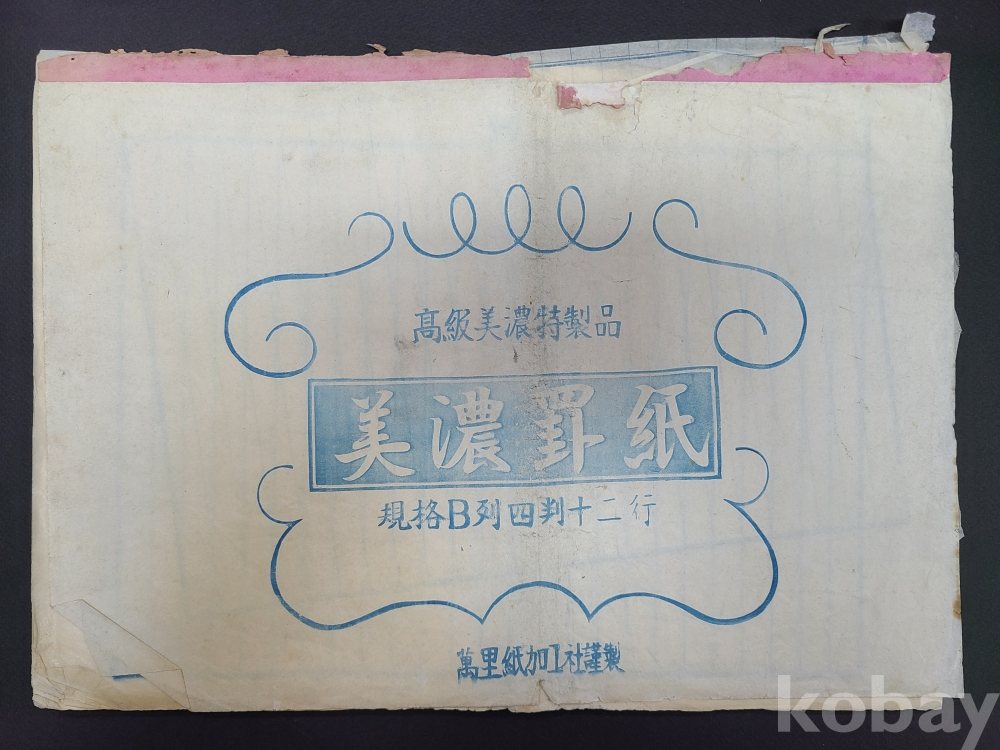 高級美濃特製品
美濃罫紙
規格B列四判十二行
萬里紙加工社謹製
kobay